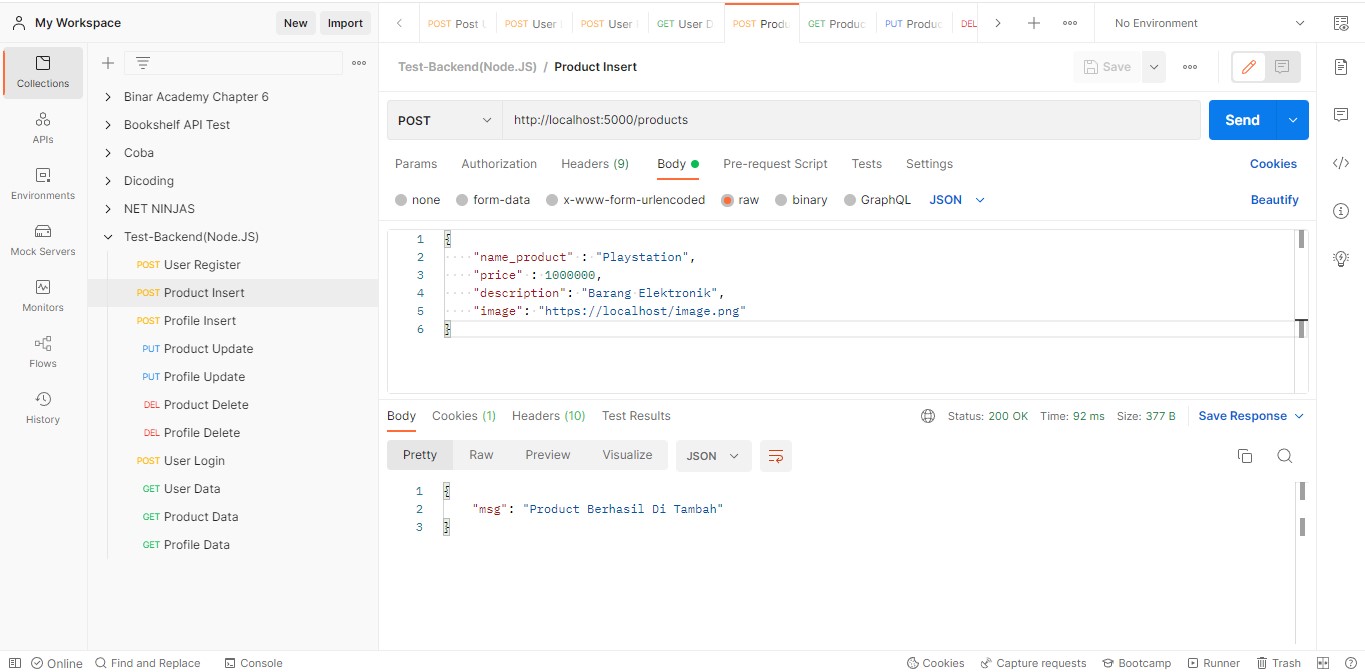 My Workspace New Import
POST Post POST User POST User GET User D POST Produ GET Produc PUT Produc DEL No Environment
Collections
APIs
Environments
Mock Servers
Monitors
Flows
History
Binar Academy Chapter 6
Bookshelf API Test
Coba
Dicoding
NET NINJAS
Test-Backend(Node.JS)
POST User Register
POST Product Insert
POST Profile Insert
PUT Product Update
PUT Profile Update
DEL Product Delete
DEL Profile Delete
POST User Login
GET User Data
GET Product Data
GET Profile Data
Test-Backend(Node.JS) / Product Insert Save
POST http://localhost:5000/products Send
Params Authorization Headers (9) Body Pre-request Script Tests Settings Cookies
none form-data x-www-form-urlencoded raw binary GraphQL JSON Beautify
1 {
2 "name_product" : "Playstation",
3 "price" : 1000000,
4 "description": "Barang Elektronik",
5 "image": "https://localhost/image.png"
6 }
Body Cookies (1) Headers (10) Test Results Status: 200 OK Time: 92 ms Size: 377 B Save Response
Pretty Raw Preview Visualize JSON
1 {
2 "msg": "Product Berhasil Di Tambah"
3 }
Online Find and Replace Console Cookies Capture requests Bootcamp Runner Trash